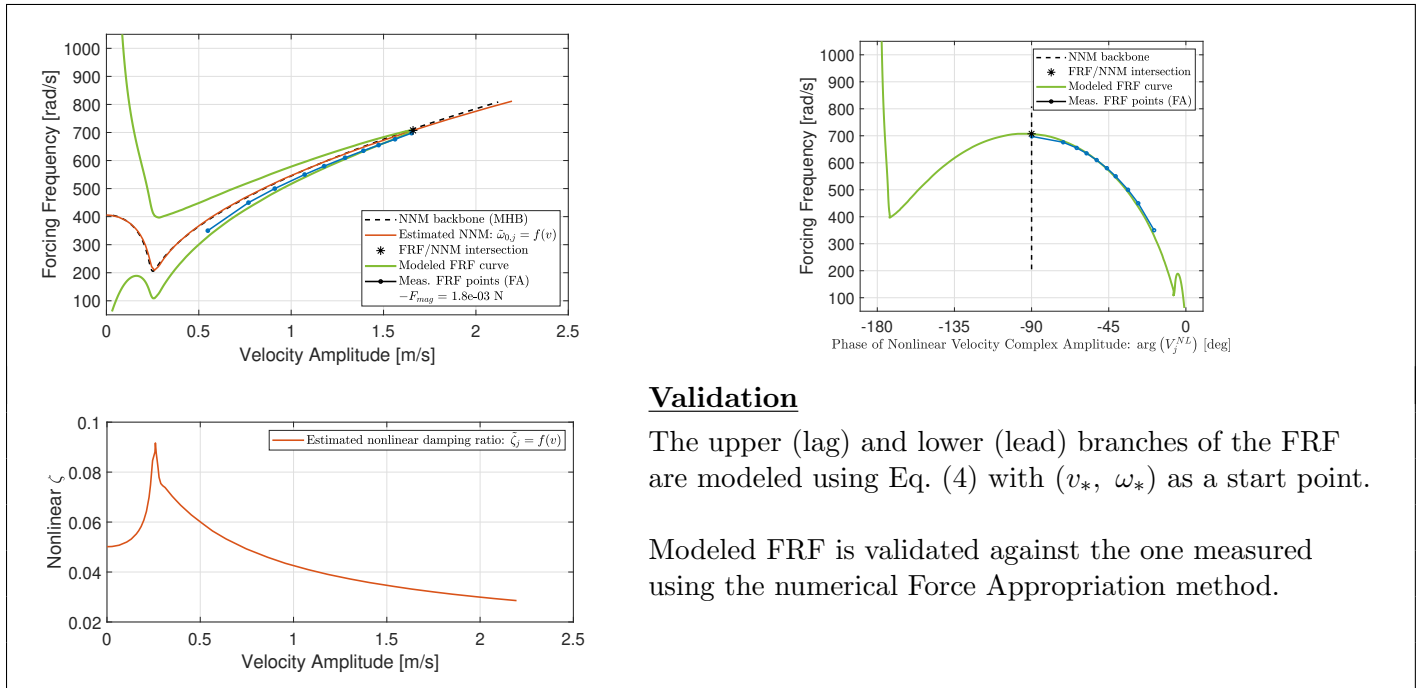 1000
900
800
700
600
500
400
300
200
100
0
0.5
1
1.5
2
2.5
Forcing Frequency [rad/s]
Velocity Amplitude [m/s]
NNM backbone (MHB)
Estimated NNM: ω̃₀,ⱼ = f(v)
FRF/NNM intersection
Modeled FRF curve
Meas. FRF points (FA)
−F_mag = 1.8e-03 N
1000
900
800
700
600
500
400
300
200
100
-180
-135
-90
-45
0
Forcing Frequency [rad/s]
Phase of Nonlinear Velocity Complex Amplitude: arg (V_j^NL) [deg]
NNM backbone
FRF/NNM intersection
Modeled FRF curve
Meas. FRF points (FA)
0.1
0.08
0.06
0.04
0.02
0
0.5
1
1.5
2
2.5
Nonlinear ζ
Velocity Amplitude [m/s]
Estimated nonlinear damping ratio: ζ̃ⱼ = f(v)
Validation
The upper (lag) and lower (lead) branches of the FRF
are modeled using Eq. (4) with (v∗, ω∗) as a start point.
Modeled FRF is validated against the one measured
using the numerical Force Appropriation method.